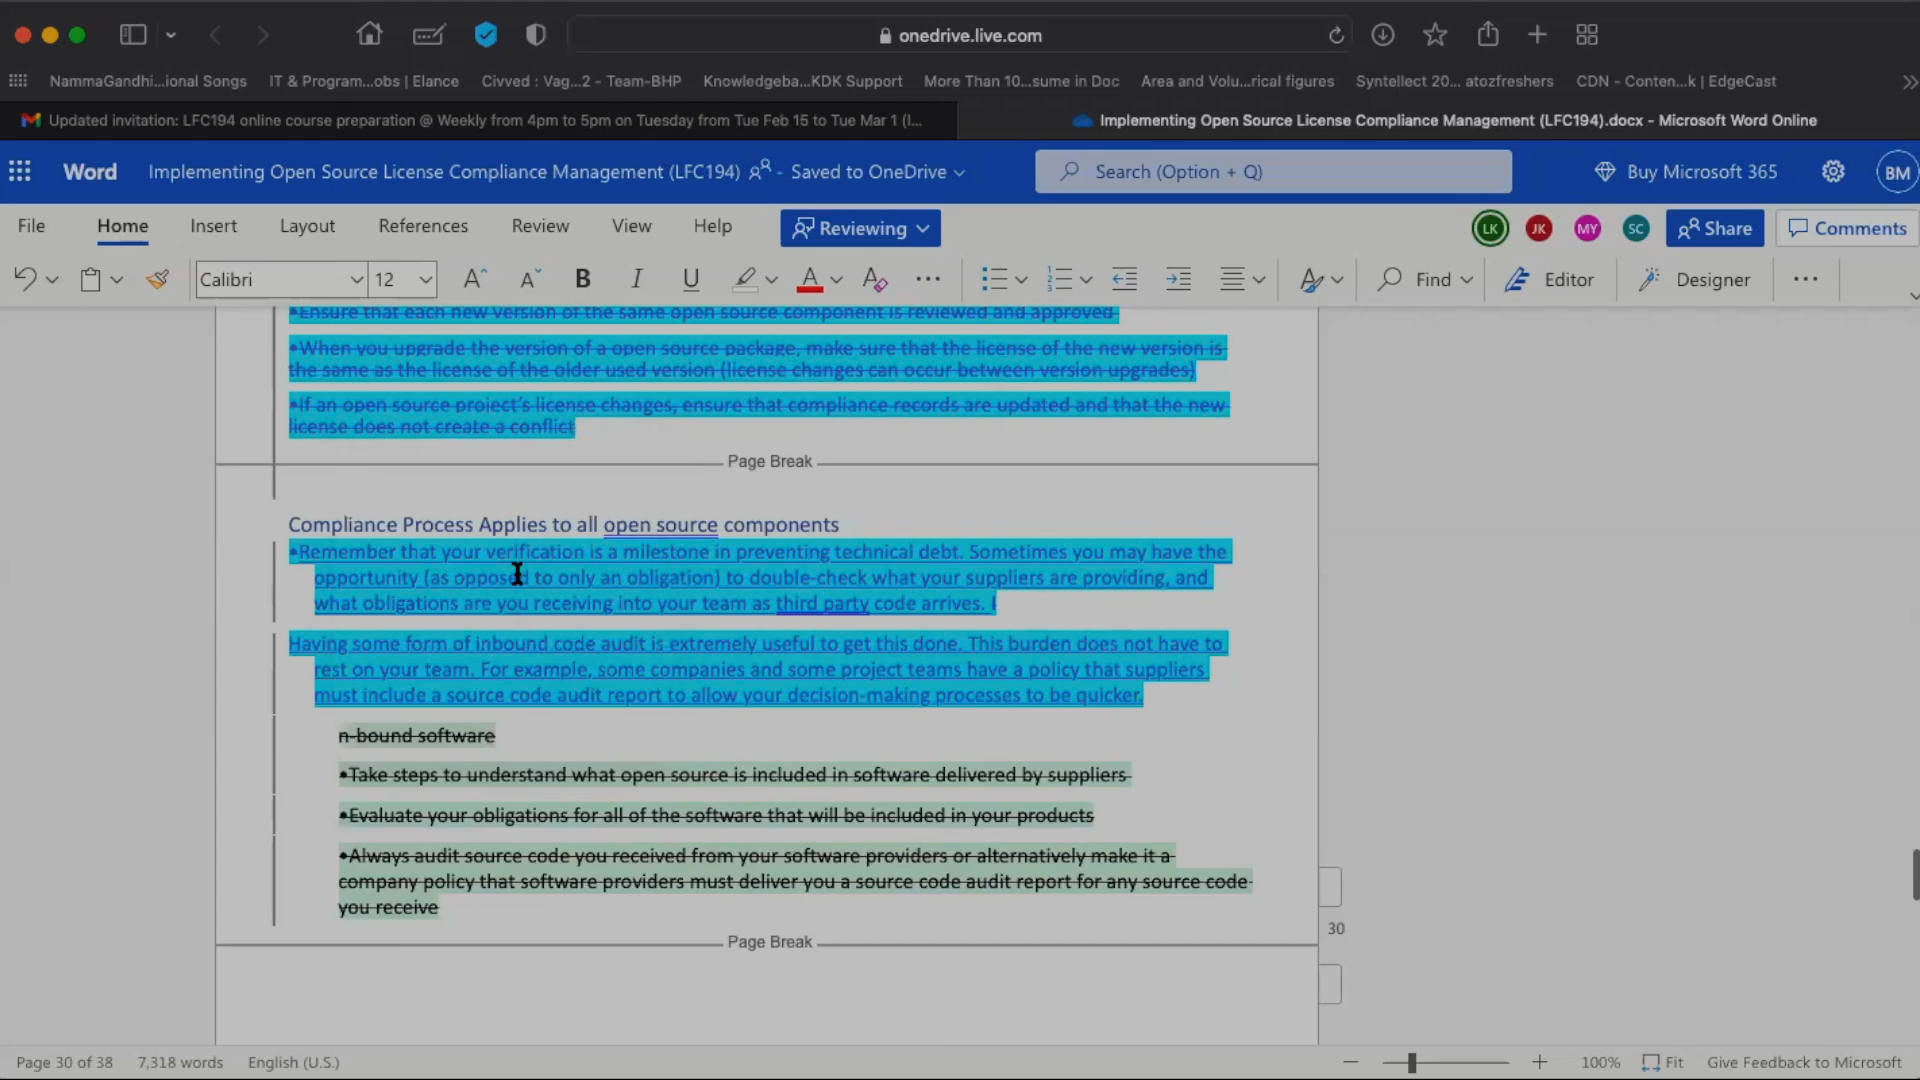 onedrive.live.com
NammaGandhi...ional Songs
IT & Program...obs | Elance
Civved : Vag...2 - Team-BHP
Knowledgeba...KDK Support
More Than 10...sume in Doc
Area and Volu...rical figures
Syntellect 20... atozfreshers
CDN - Conten...k | EdgeCast
Updated invitation: LFC194 online course preparation @ Weekly from 4pm to 5pm on Tuesday from Tue Feb 15 to Tue Mar 1 (I...
Implementing Open Source License Compliance Management (LFC194).docx - Microsoft Word Online
Word
Implementing Open Source License Compliance Management (LFC194) - Saved to OneDrive
Search (Option + Q)
Buy Microsoft 365
BM
File
Home
Insert
Layout
References
Review
View
Help
Reviewing
LK
JK
MY
SC
Share
Comments
Calibri
12
Find
Editor
Designer
•Ensure that each new version of the same open source component is reviewed and approved
•When you upgrade the version of a open source package, make sure that the license of the new version is
the same as the license of the older used version (license changes can occur between version upgrades)
•If an open source project's license changes, ensure that compliance records are updated and that the new
license does not create a conflict
Page Break
Compliance Process Applies to all open source components
•Remember that your verification is a milestone in preventing technical debt. Sometimes you may have the
opportunity (as opposed to only an obligation) to double-check what your suppliers are providing, and
what obligations are you receiving into your team as third party code arrives. I
Having some form of inbound code audit is extremely useful to get this done. This burden does not have to
rest on your team. For example, some companies and some project teams have a policy that suppliers
must include a source code audit report to allow your decision-making processes to be quicker.
n-bound software
•Take steps to understand what open source is included in software delivered by suppliers
•Evaluate your obligations for all of the software that will be included in your products
•Always audit source code you received from your software providers or alternatively make it a
company policy that software providers must deliver you a source code audit report for any source code
you receive
30
Page Break
Page 30 of 38
7,318 words
English (U.S.)
100%
Fit
Give Feedback to Microsoft